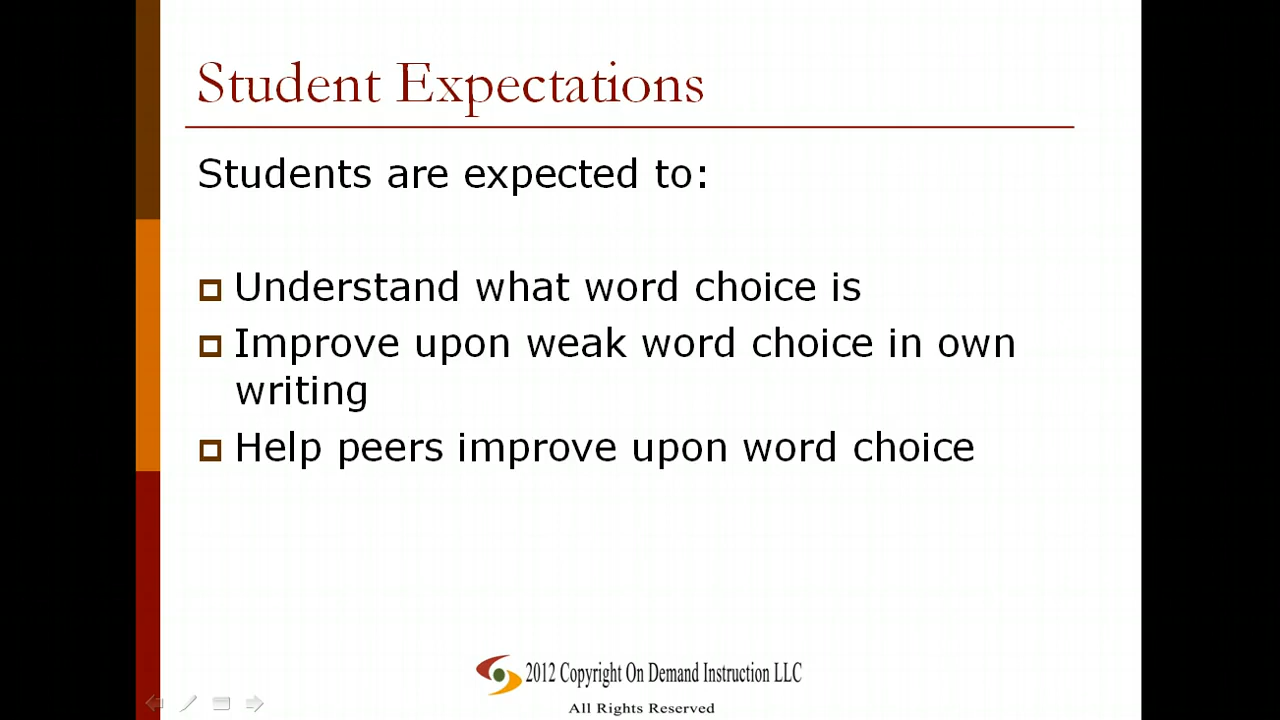 Student Expectations
Students are expected to:
Understand what word choice is
Improve upon weak word choice in own
writing
Help peers improve upon word choice
2012 Copyright On Demand Instruction LLC
All Rights Reserved